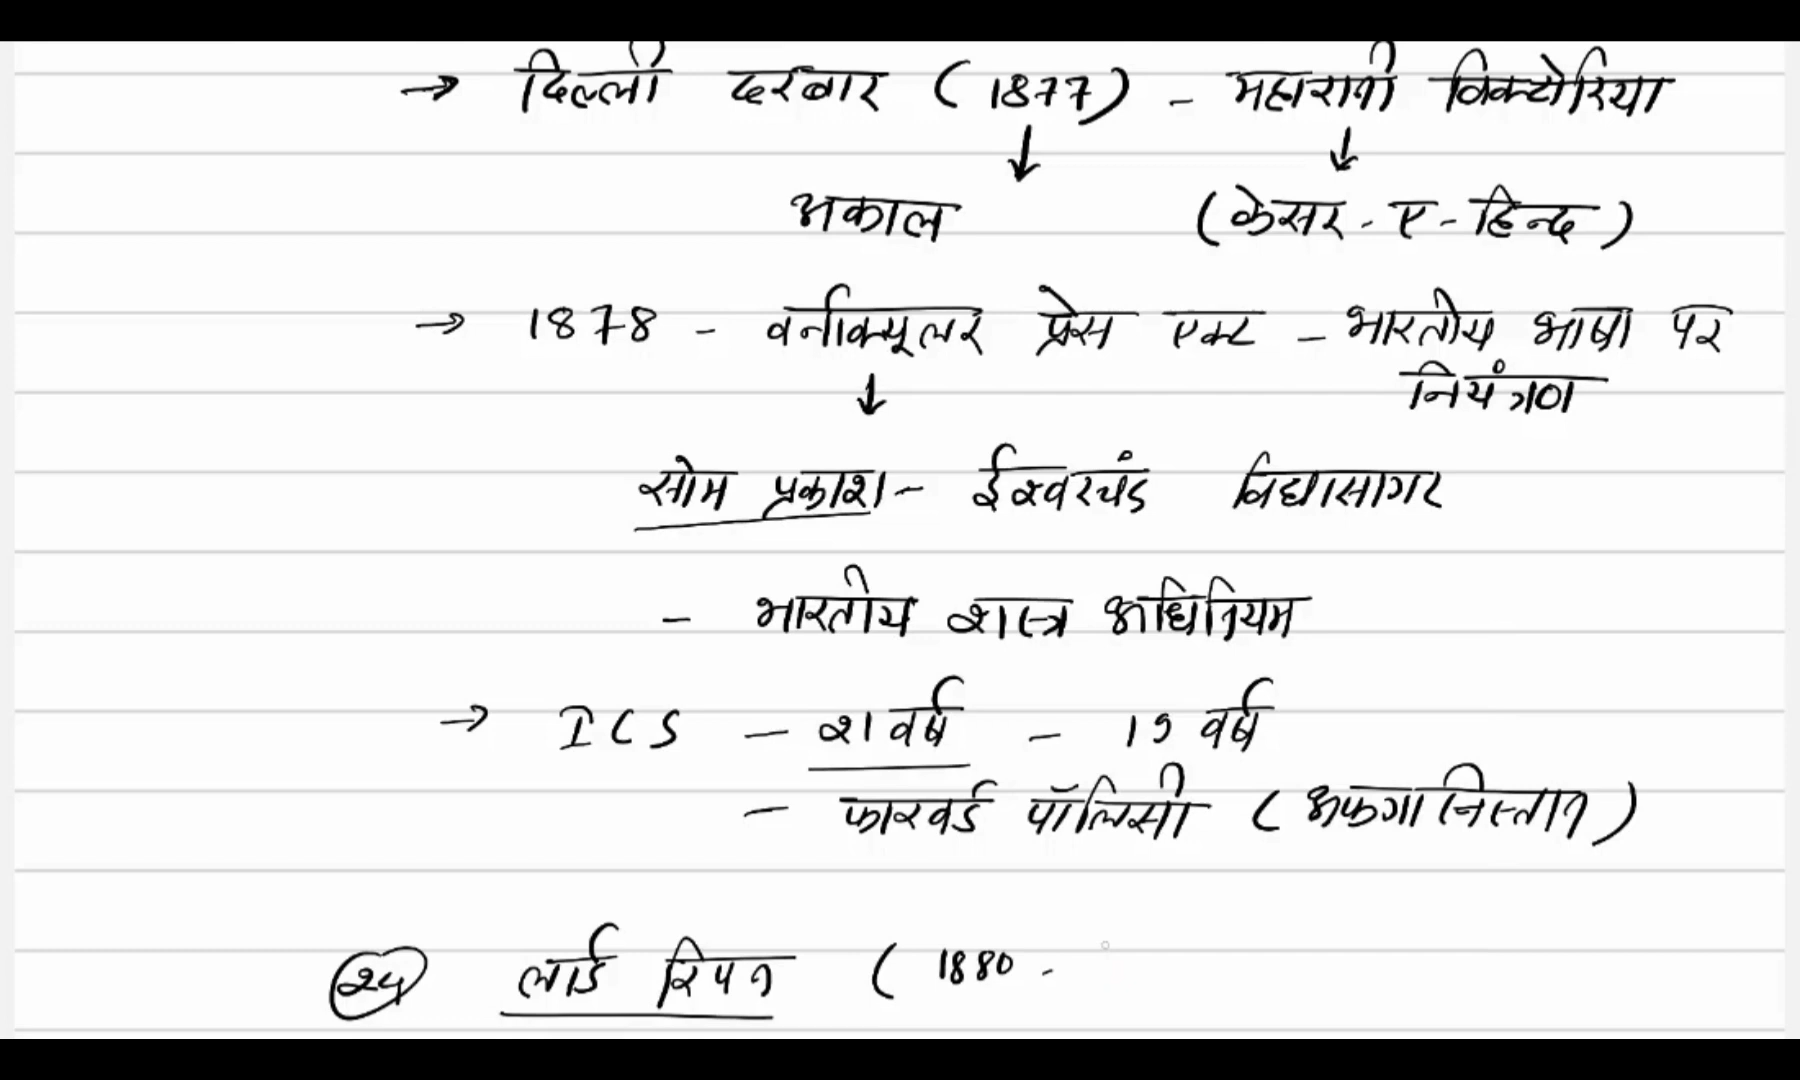 → दिल्ली दरबार ( 1877 ) - महारानी विक्टोरिया
↓ ↓
अकाल ( केसर - ए - हिन्द )
→ 1878 - वर्नाक्यूलर प्रेस एक्ट - भारतीय भाषा पर
नियंत्रण
↓
सोम प्रकाश - ईश्वरचंद्र विद्यासागर
- भारतीय शास्त्र अधिनियम
→ ICS - 21 वर्ष - 19 वर्ष
- फारवर्ड पॉलिसी ( अफगानिस्तान )
लार्ड रिपन ( 1880 -